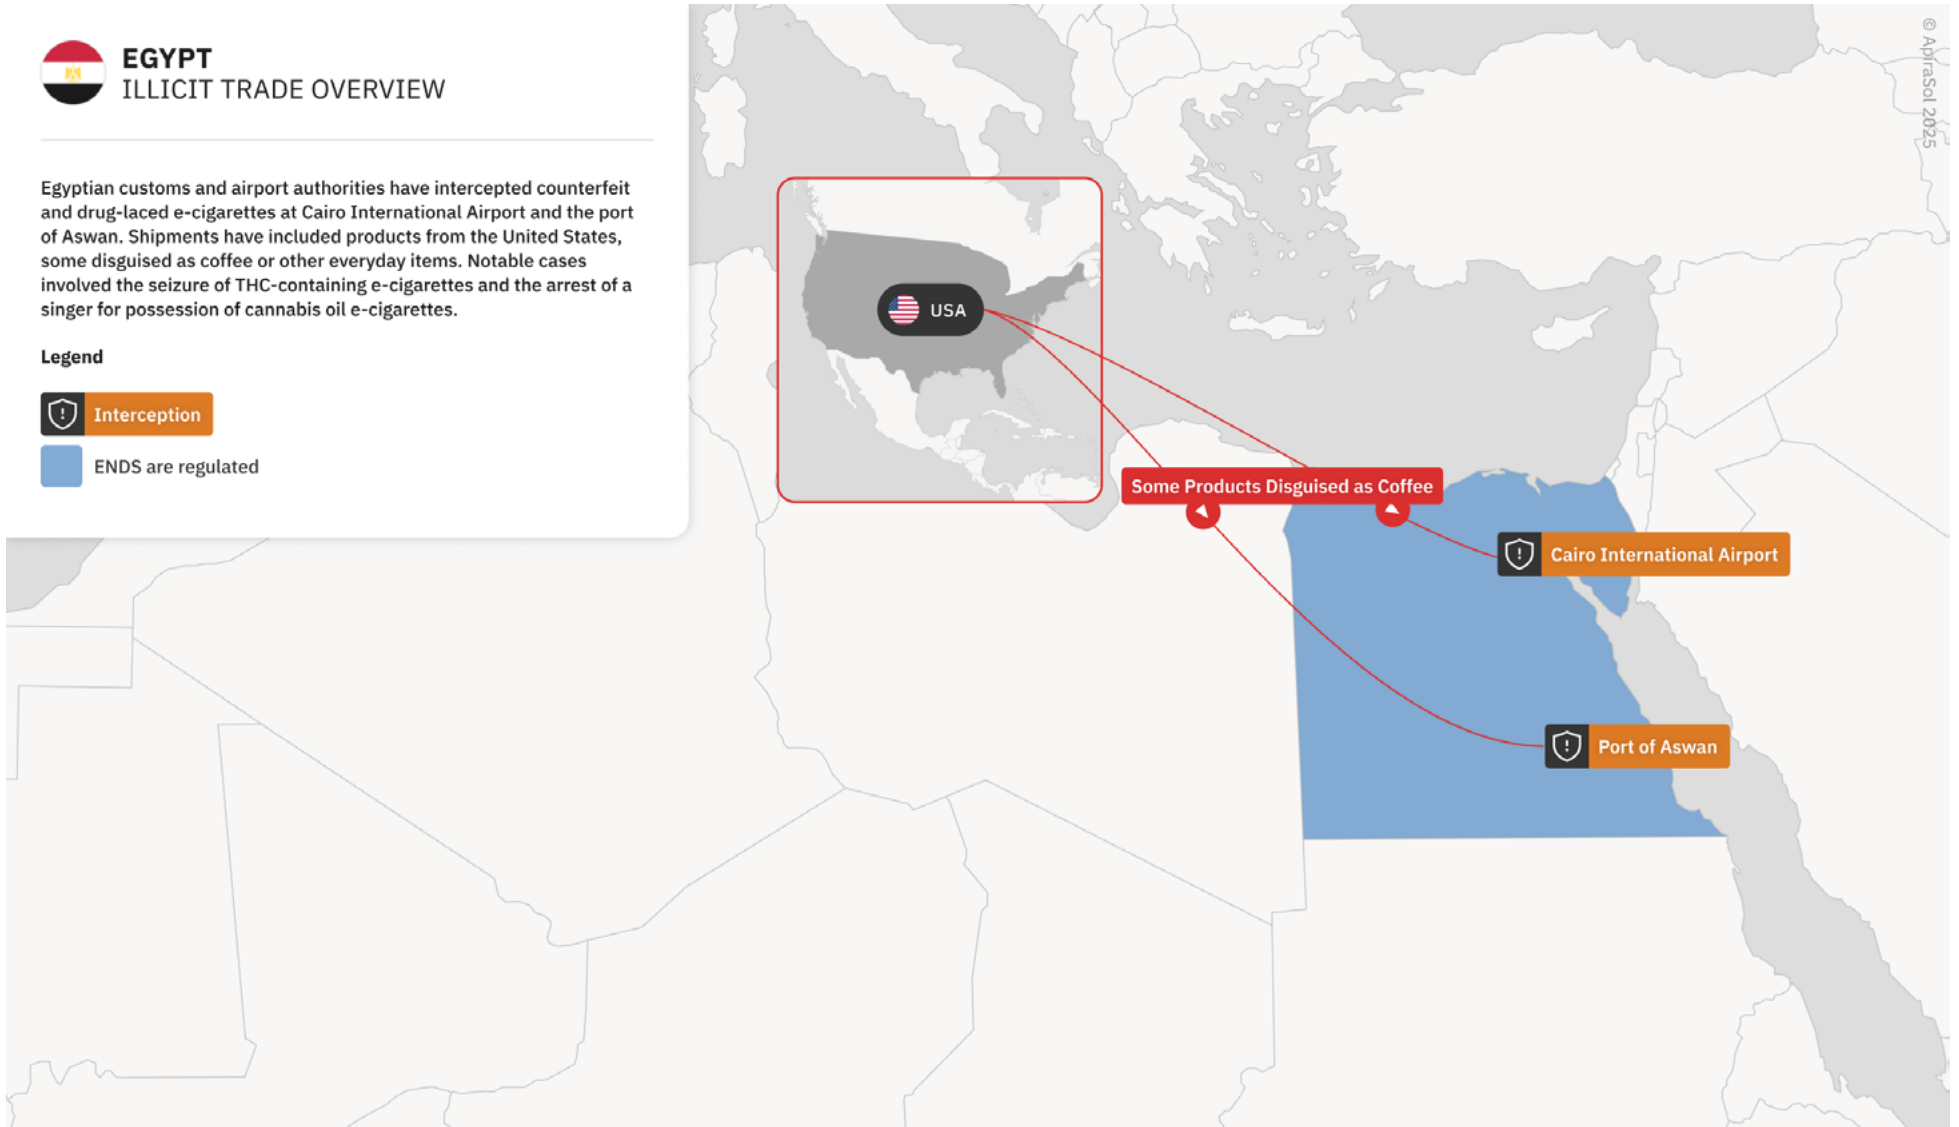 EGYPT
ILLICIT TRADE OVERVIEW
Egyptian customs and airport authorities have intercepted counterfeit
and drug-laced e-cigarettes at Cairo International Airport and the port
of Aswan. Shipments have included products from the United States,
some disguised as coffee or other everyday items. Notable cases
involved the seizure of THC-containing e-cigarettes and the arrest of a
singer for possession of cannabis oil e-cigarettes.
Legend
Interception
ENDS are regulated
USA
Some Products Disguised as Coffee
Cairo International Airport
Port of Aswan
© ApiraSol 2025